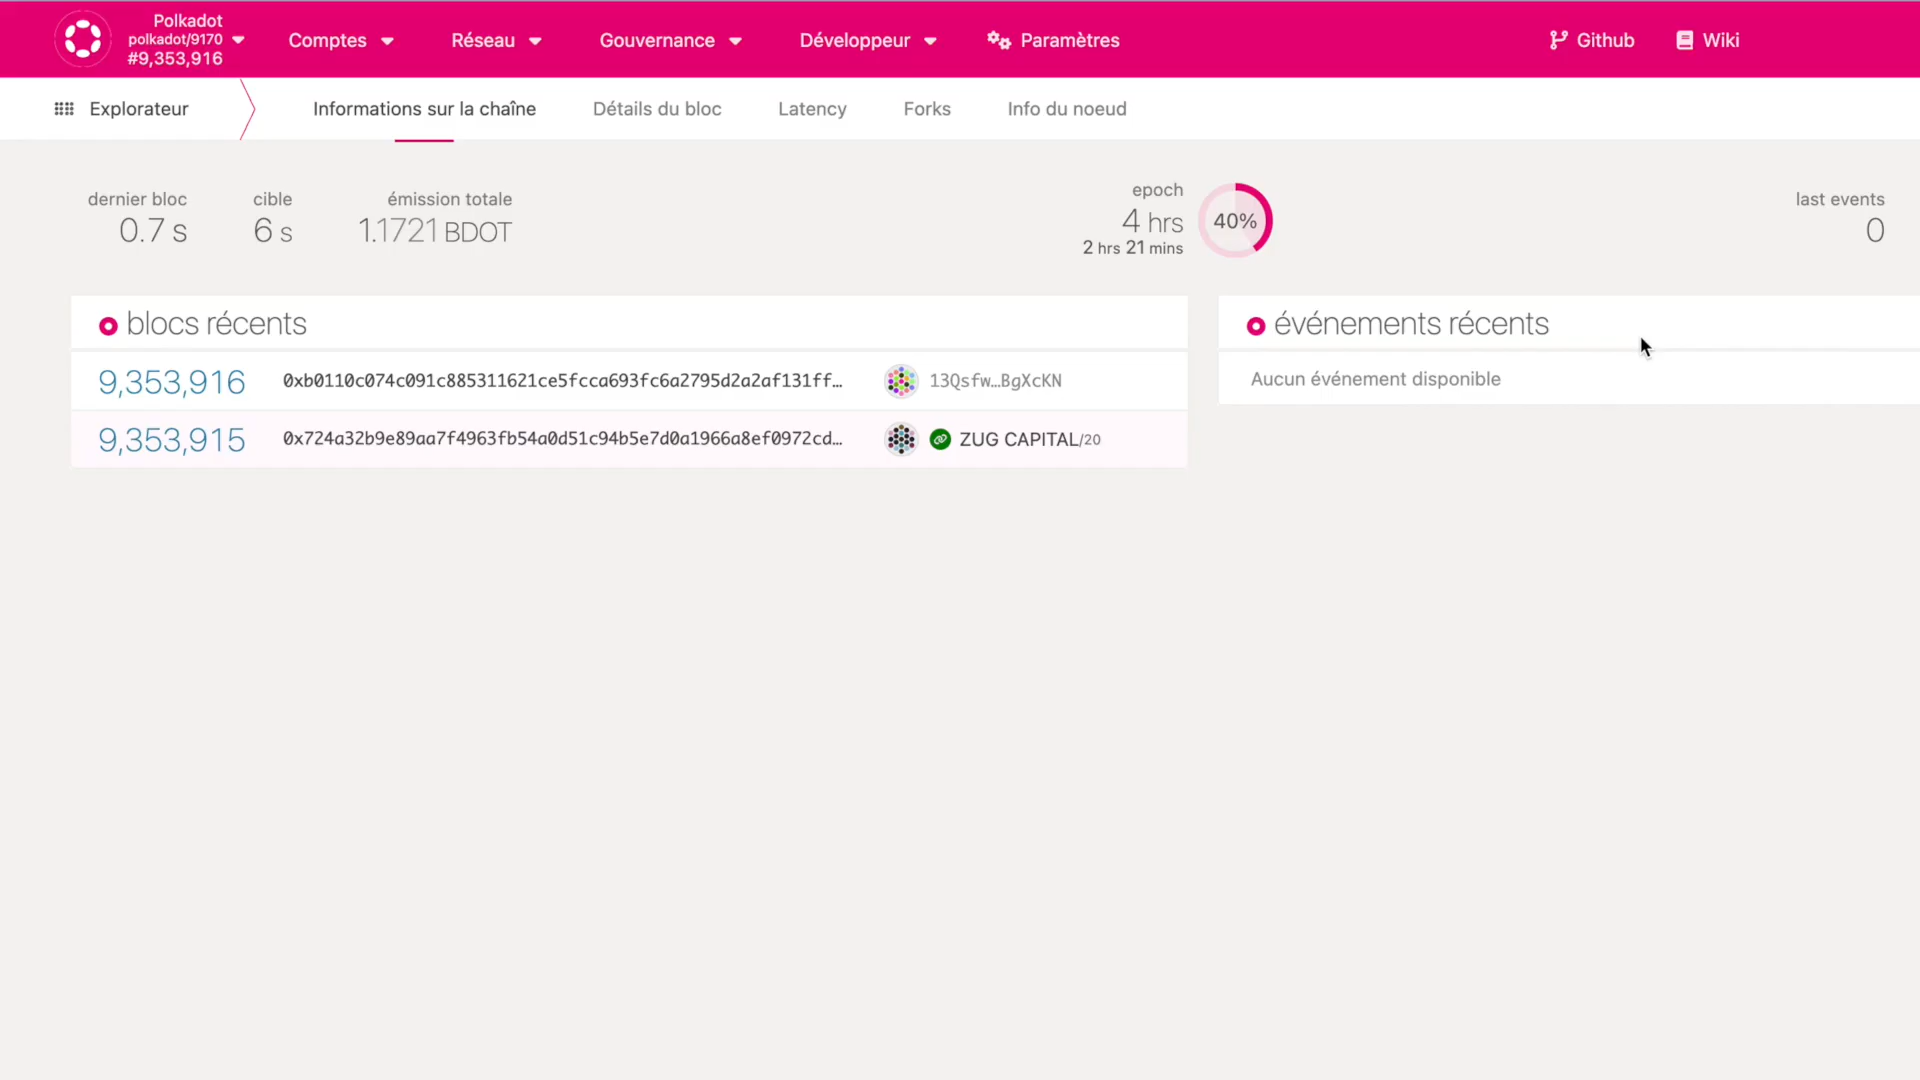 Polkadot
polkadot/9170
#9,353,916
Comptes
Réseau
Gouvernance
Développeur
Paramètres
Github
Wiki
Explorateur
Informations sur la chaîne
Détails du bloc
Latency
Forks
Info du noeud
dernier bloc
0.7 s
cible
6 s
émission totale
1.1721 BDOT
epoch
4 hrs
2 hrs 21 mins
40%
last events
0
blocs récents
9,353,916 0xb0110c074c091c885311621ce5fcca693fc6a2795d2a2af131ff… 13Qsfw…BgXcKN
9,353,915 0x724a32b9e89aa7f4963fb54a0d51c94b5e7d0a1966a8ef0972cd… ZUG CAPITAL/20
événements récents
Aucun événement disponible